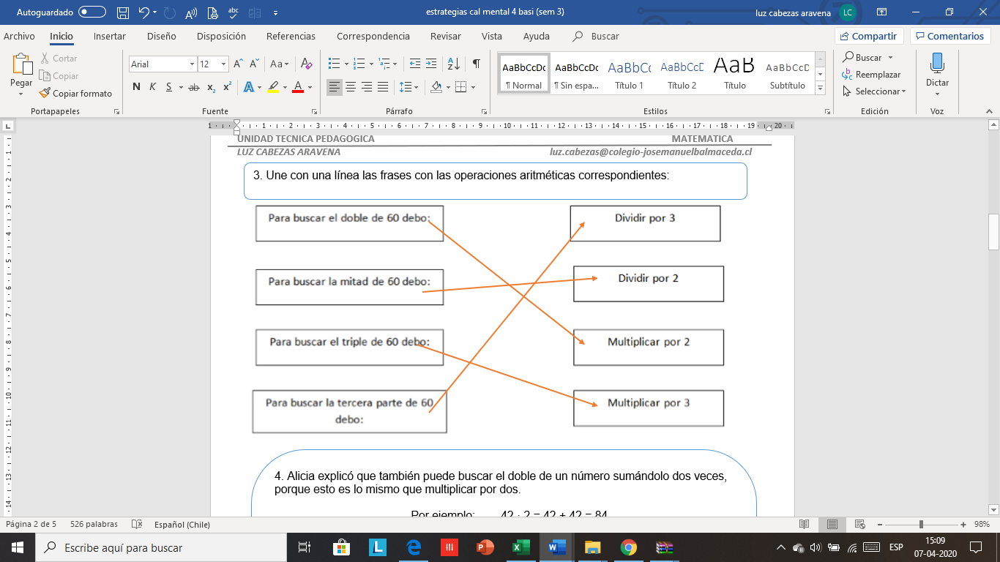 Autoguardado
estrategias cal mental 4 basi (sem 3)
luz cabezas aravena LC
Archivo Inicio Insertar Diseño Disposición Referencias Correspondencia Revisar Vista Ayuda Buscar Compartir Comentarios
Pegar
Cortar
Copiar
Copiar formato
Portapapeles
Arial 12
N K S ab x₂ x²
Fuente
Párrafo
AaBbCcDc AaBbCcDc AaBbCc AaBbCcD AaB AaBbCcD
¶ Normal ¶ Sin espa... Título 1 Título 2 Título Subtítulo
Estilos
Buscar
Reemplazar
Seleccionar
Edición
Dictar
Voz
UNIDAD TECNICA PEDAGOGICA MATEMATICA
LUZ CABEZAS ARAVENA luz.cabezas@colegio-josemanuelbalmaceda.cl
3. Une con una línea las frases con las operaciones aritméticas correspondientes:
Para buscar el doble de 60 debo:
Dividir por 3
Para buscar la mitad de 60 debo:
Dividir por 2
Para buscar el triple de 60 debo:
Multiplicar por 2
Para buscar la tercera parte de 60
debo:
Multiplicar por 3
4. Alicia explicó que también puede buscar el doble de un número sumándolo dos veces,
porque esto es lo mismo que multiplicar por dos.
Por ejemplo: 42 · 2 = 42 + 42 = 84
Página 2 de 5 526 palabras Español (Chile) 98%
Escribe aquí para buscar
ESP
15:09
07-04-2020